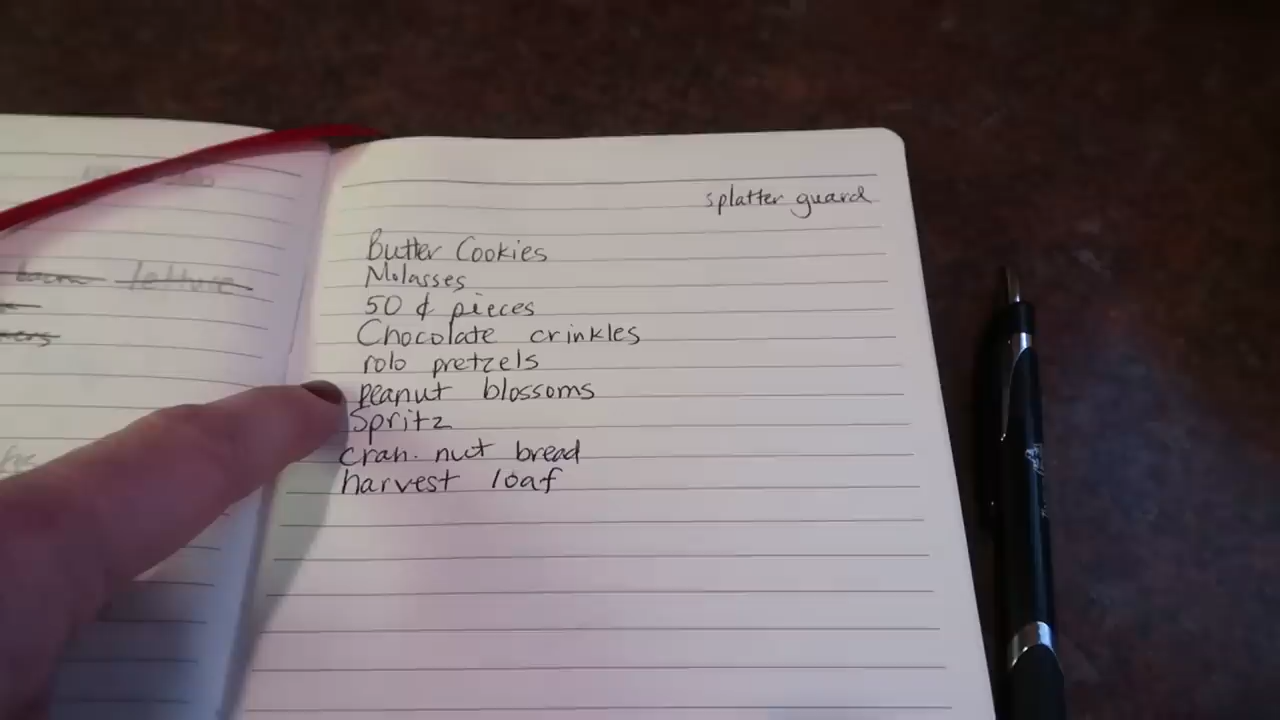 splatter guard
Butter Cookies
Molasses
50 ¢ pieces
Chocolate crinkles
rolo pretzels
peanut blossoms
Spritz
cran. nut bread
harvest loaf
lettuce